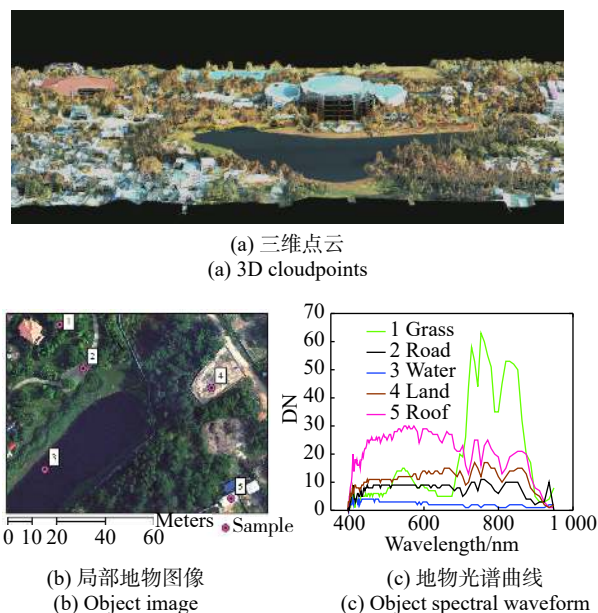 (a) 三维点云
(a) 3D cloudpoints
1
2
3
4
5
Meters
Sample
0 10 20 40 60
(b) 局部地物图像
(b) Object image
70
60
50
40
30
20
10
0
DN
1 Grass
2 Road
3 Water
4 Land
5 Roof
400 600 800 1 000
Wavelength/nm
(c) 地物光谱曲线
(c) Object spectral waveform